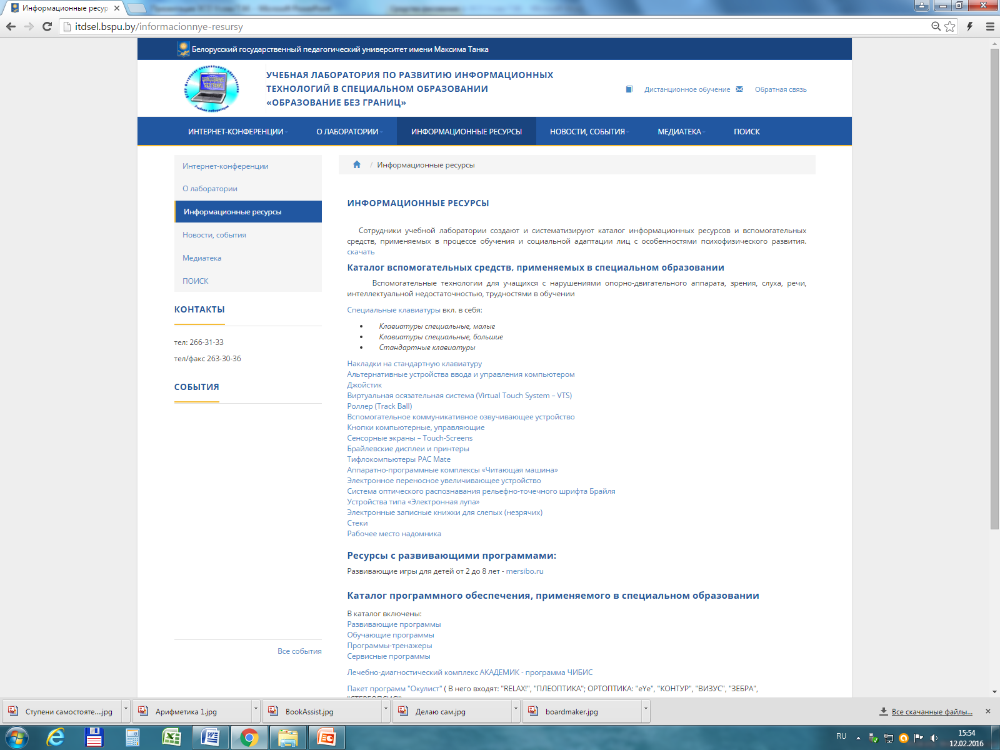 Информационные ресур
itdsel.bspu.by/informacionnye-resursy
Белорусский государственный педагогический университет имени Максима Танка
УЧЕБНАЯ ЛАБОРАТОРИЯ ПО РАЗВИТИЮ ИНФОРМАЦИОННЫХ
ТЕХНОЛОГИЙ В СПЕЦИАЛЬНОМ ОБРАЗОВАНИИ
«ОБРАЗОВАНИЕ БЕЗ ГРАНИЦ»
Дистанционное обучение Обратная связь
ИНТЕРНЕТ-КОНФЕРЕНЦИИ О ЛАБОРАТОРИИ ИНФОРМАЦИОННЫЕ РЕСУРСЫ НОВОСТИ, СОБЫТИЯ МЕДИАТЕКА ПОИСК
Интернет-конференции
О лаборатории
Информационные ресурсы
Новости, события
Медиатека
ПОИСК
КОНТАКТЫ
тел: 266-31-33
тел/факс 263-30-36
СОБЫТИЯ
Все события
/ Информационные ресурсы
ИНФОРМАЦИОННЫЕ РЕСУРСЫ
Сотрудники учебной лаборатории создают и систематизируют каталог информационных ресурсов и вспомогательных
средств, применяемых в процессе обучения и социальной адаптации лиц с особенностями психофизического развития.
скачать
Каталог вспомогательных средств, применяемых в специальном образовании
Вспомогательные технологии для учащихся с нарушениями опорно-двигательного аппарата, зрения, слуха, речи,
интеллектуальной недостаточностью, трудностями в обучении
Специальные клавиатуры вкл. в себя:
• Клавиатуры специальные, малые
• Клавиатуры специальные, большие
• Стандартные клавиатуры
Накладки на стандартную клавиатуру
Альтернативные устройства ввода и управления компьютером
Джойстик
Виртуальная осязательная система (Virtual Touch System – VTS)
Роллер (Track Ball)
Вспомогательное коммуникативное озвучивающее устройство
Кнопки компьютерные, управляющие
Сенсорные экраны – Touch-Screens
Брайлевские дисплеи и принтеры
Тифлокомпьютеры PAC Mate
Аппаратно-программные комплексы «Читающая машина»
Электронное переносное увеличивающее устройство
Система оптического распознавания рельефно-точечного шрифта Брайля
Устройства типа «Электронная лупа»
Электронные записные книжки для слепых (незрячих)
Стеки
Рабочее место надомника
Ресурсы с развивающими программами:
Развивающие игры для детей от 2 до 8 лет - mersibo.ru
Каталог программного обеспечения, применяемого в специальном образовании
В каталог включены:
Развивающие программы
Обучающие программы
Программы-тренажеры
Сервисные программы
Лечебно-диагностический комплекс АКАДЕМИК - программа ЧИБИС
Пакет программ "Окулист" ( В него входят: "RELAX!", "ПЛЕОПТИКА"; ОРТОПТИКА: "eYe", "КОНТУР", "ВИЗУС", "ЗЕБРА",
Ступени самостояте....jpg Арифметика 1.jpg BookAssist.jpg Делаю сам.jpg boardmaker.jpg Все скачанные файлы...
RU 15:54
12.02.2016